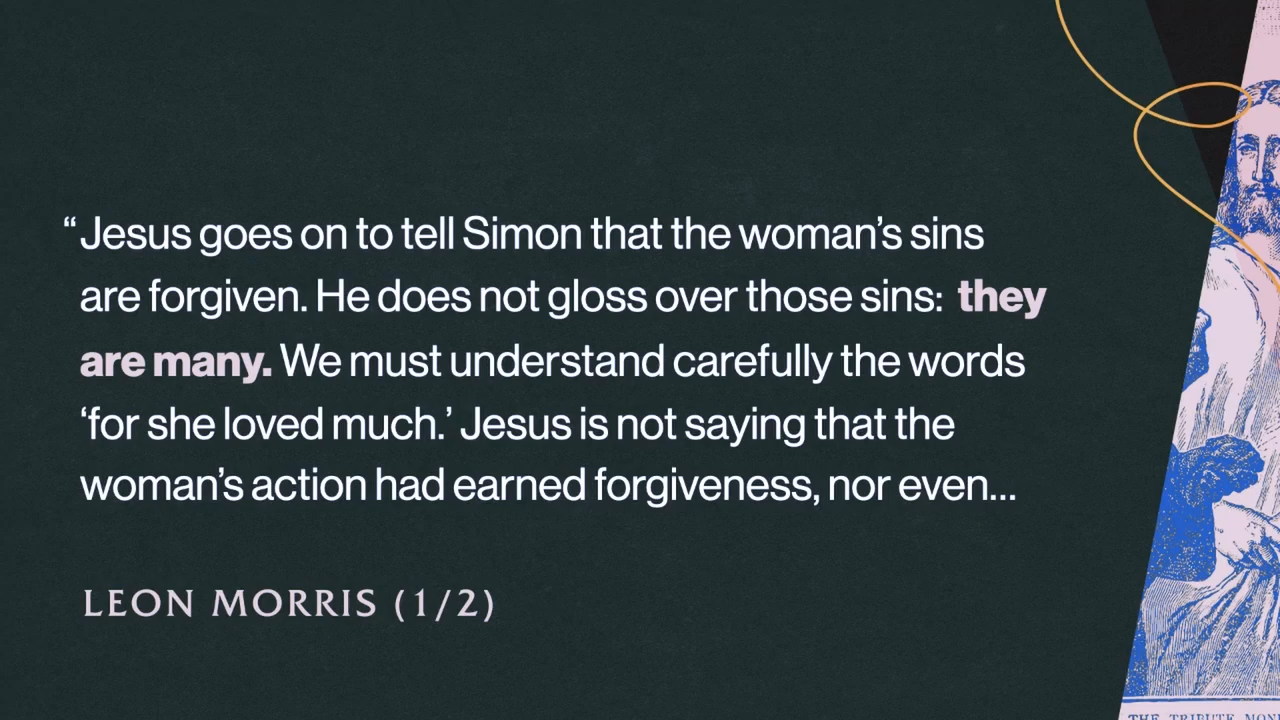 “Jesus goes on to tell Simon that the woman’s sins
are forgiven. He does not gloss over those sins: they
are many. We must understand carefully the words
‘for she loved much.’ Jesus is not saying that the
woman’s action had earned forgiveness, nor even...
LEON MORRIS (1/2)
THE TRIBUTE